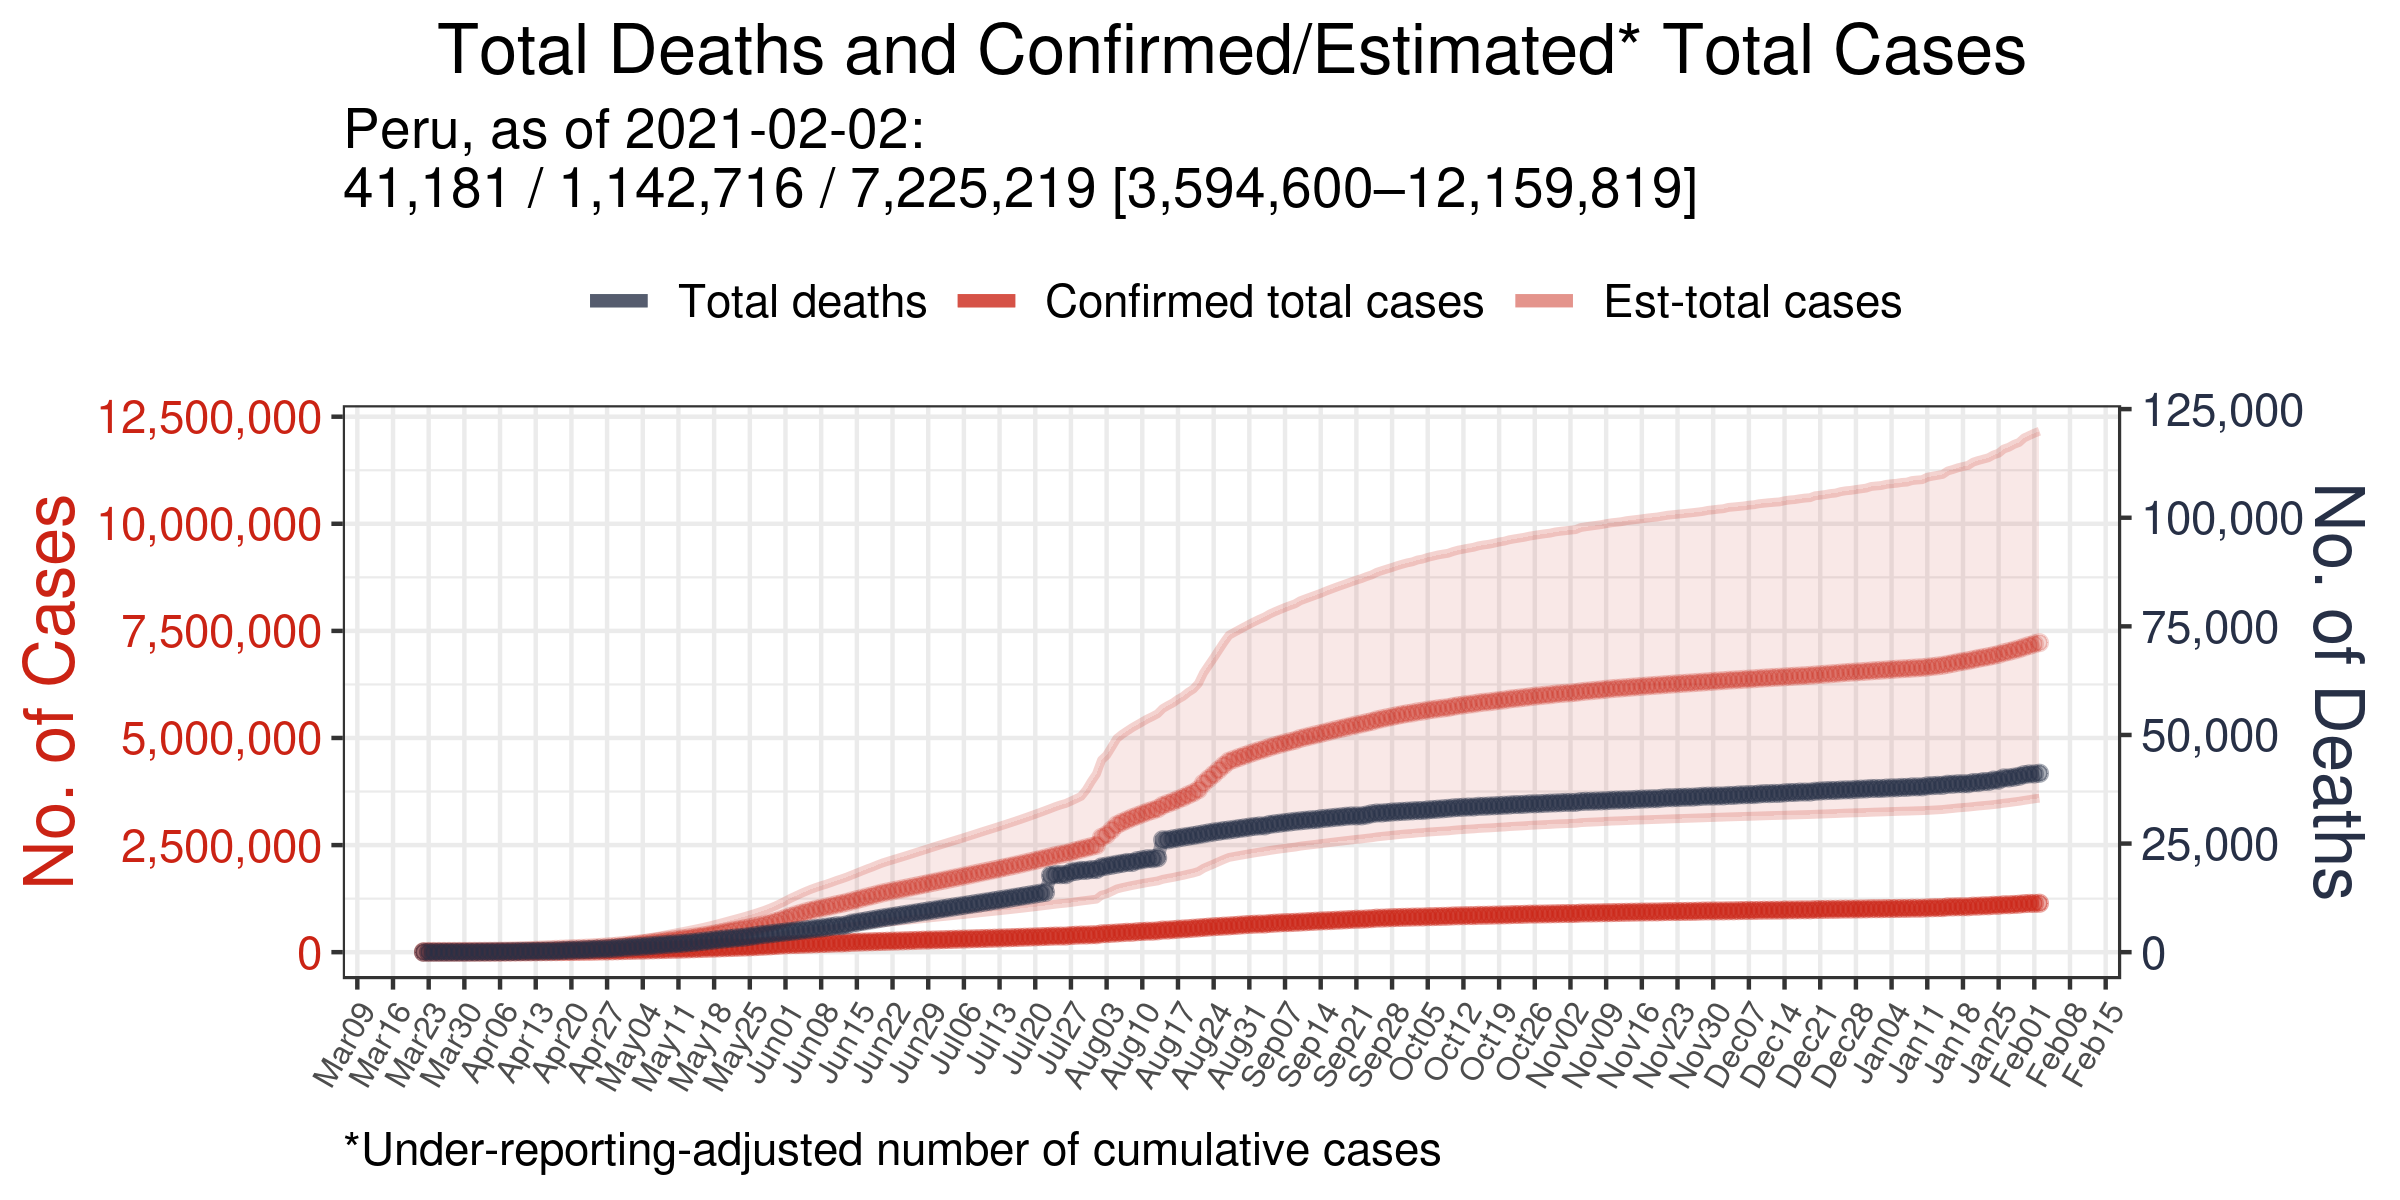 Total Deaths and Confirmed/Estimated* Total Cases
Peru, as of 2021-02-02:
41,181 / 1,142,716 / 7,225,219 [3,594,600–12,159,819]
Total deaths
Confirmed total cases
Est-total cases
No. of Cases
12,500,000
10,000,000
7,500,000
5,000,000
2,500,000
0
125,000
100,000
75,000
50,000
25,000
0
No. of Deaths
Mar09
Mar16
Mar23
Mar30
Apr06
Apr13
Apr20
Apr27
May04
May11
May18
May25
Jun01
Jun08
Jun15
Jun22
Jun29
Jul06
Jul13
Jul20
Jul27
Aug03
Aug10
Aug17
Aug24
Aug31
Sep07
Sep14
Sep21
Sep28
Oct05
Oct12
Oct19
Oct26
Nov02
Nov09
Nov16
Nov23
Nov30
Dec07
Dec14
Dec21
Dec28
Jan04
Jan11
Jan18
Jan25
Feb01
Feb08
Feb15
*Under-reporting-adjusted number of cumulative cases